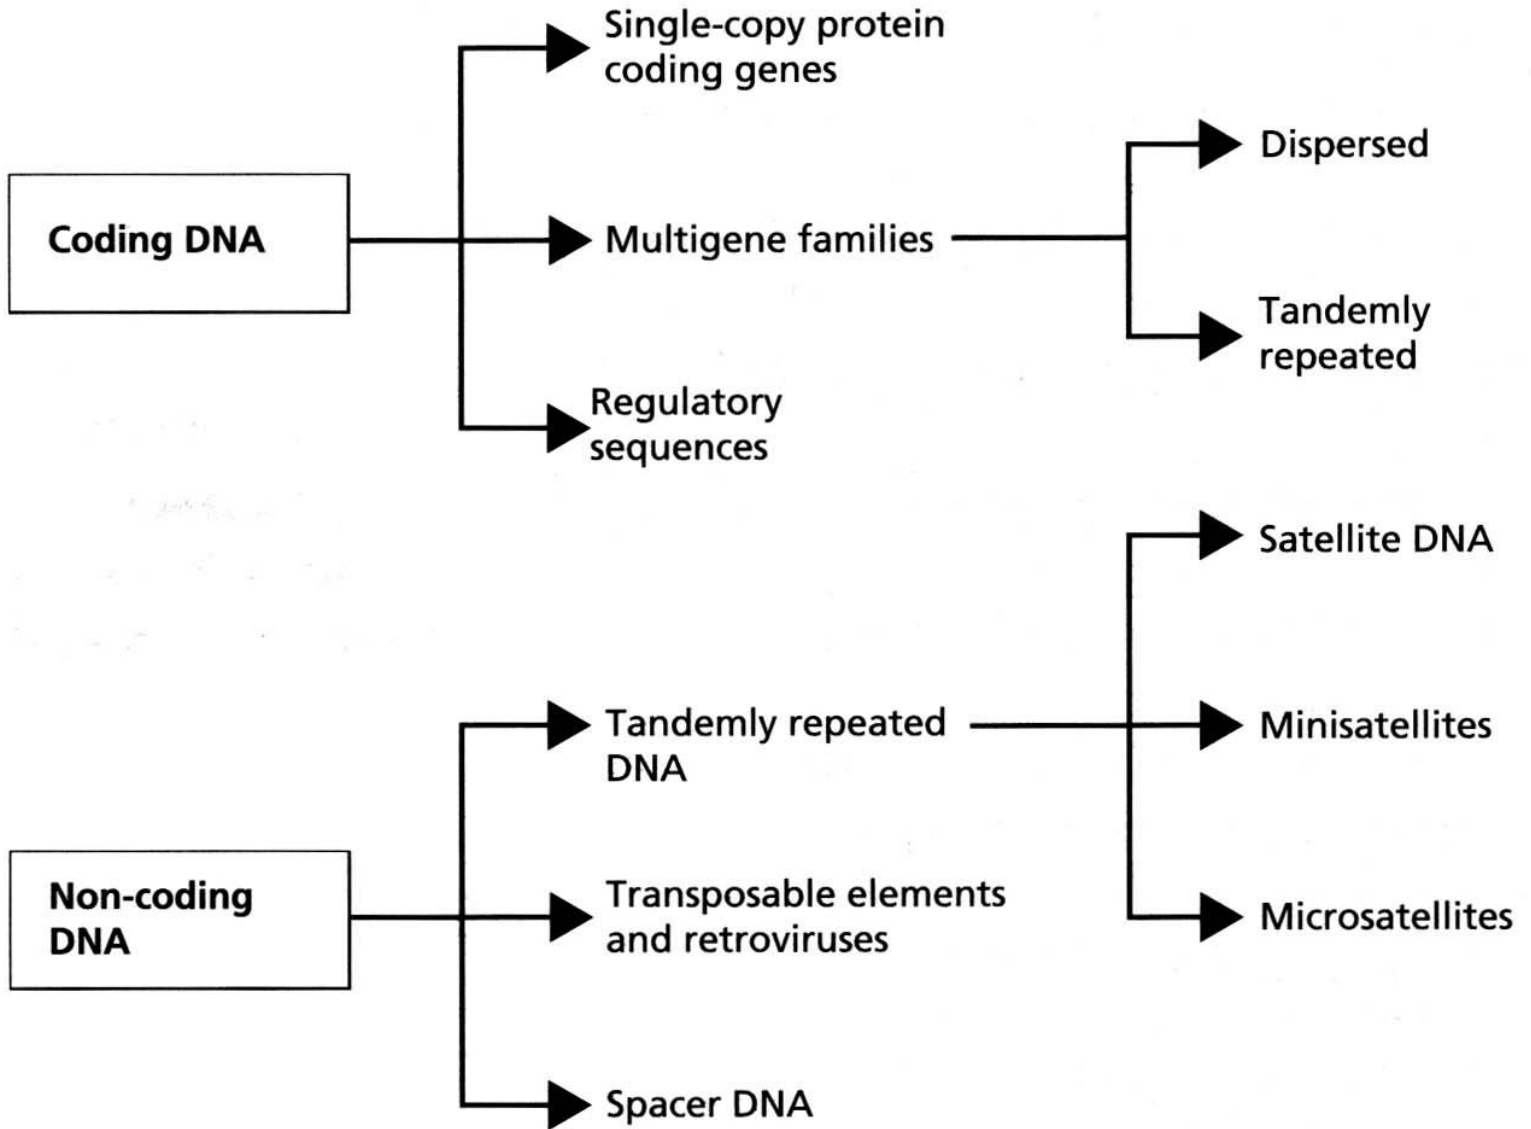 Single-copy protein
coding genes
Dispersed
Coding DNA
Multigene families
Tandemly
repeated
Regulatory
sequences
Satellite DNA
Tandemly repeated
DNA
Minisatellites
Non-coding
DNA
Transposable elements
and retroviruses
Microsatellites
Spacer DNA